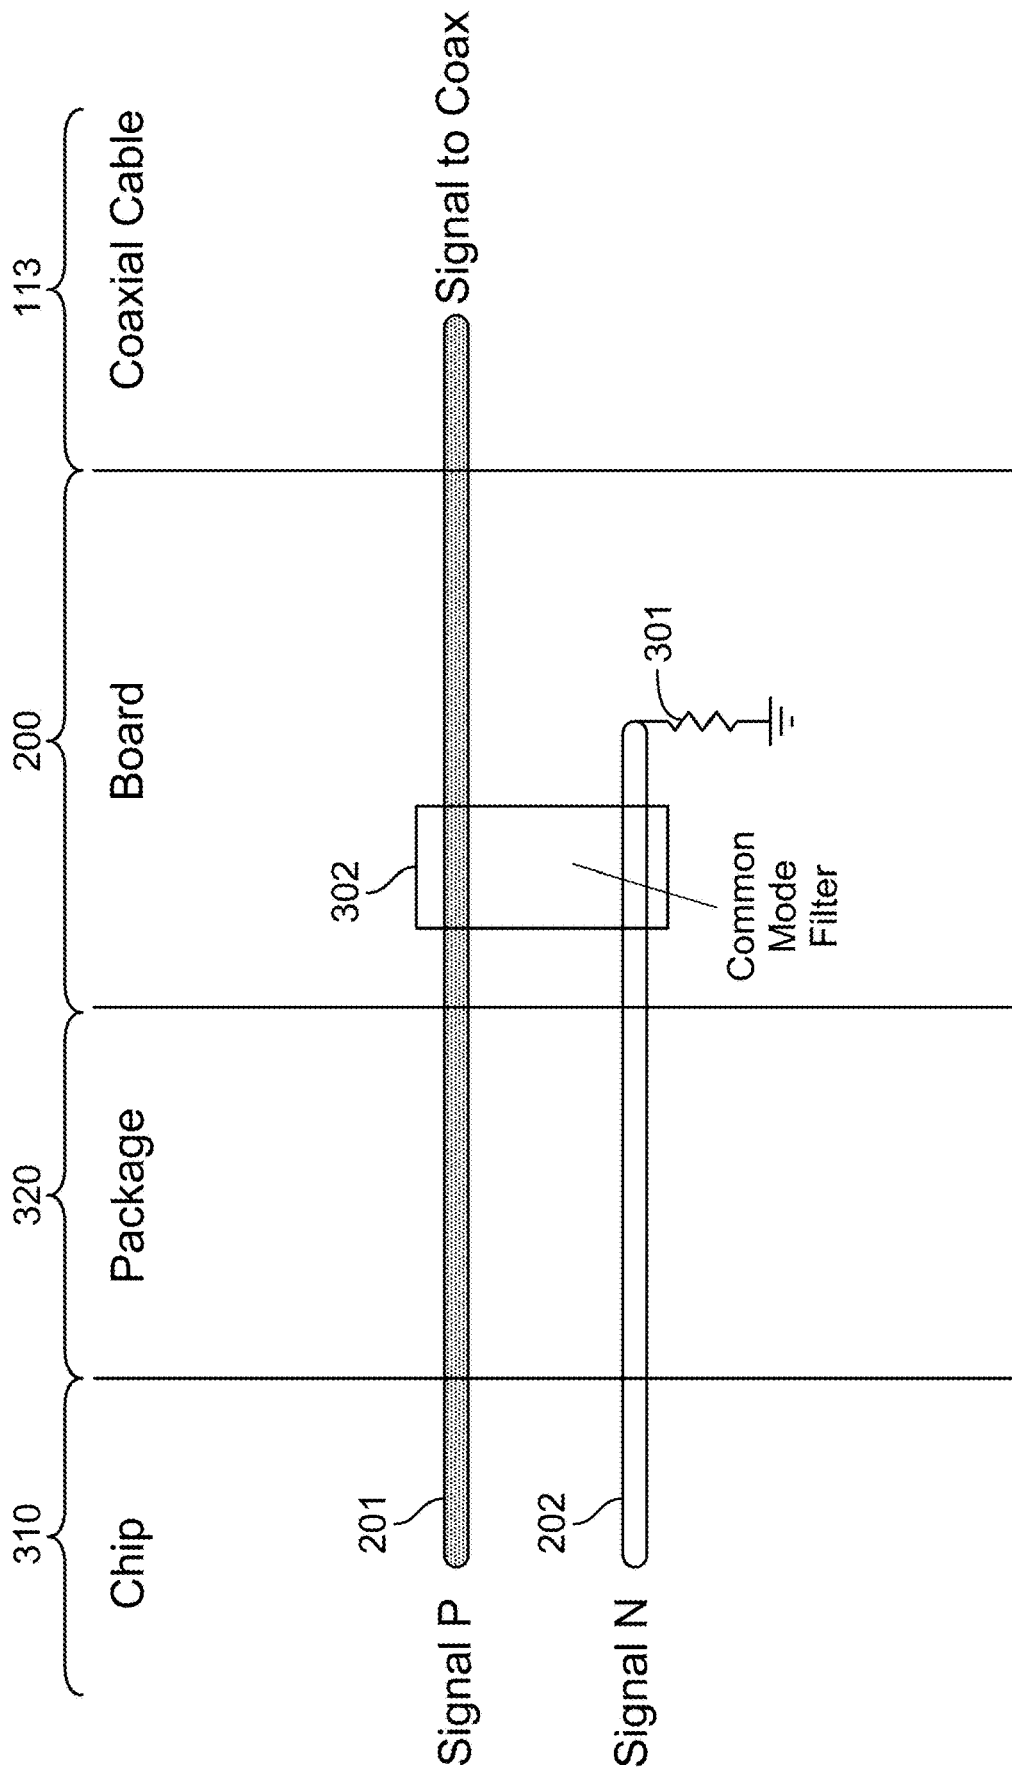 310
320
200
113
Chip
Package
Board
Coaxial Cable
302
201
Signal P
Signal to Coax
202
301
Signal N
Common
Mode
Filter